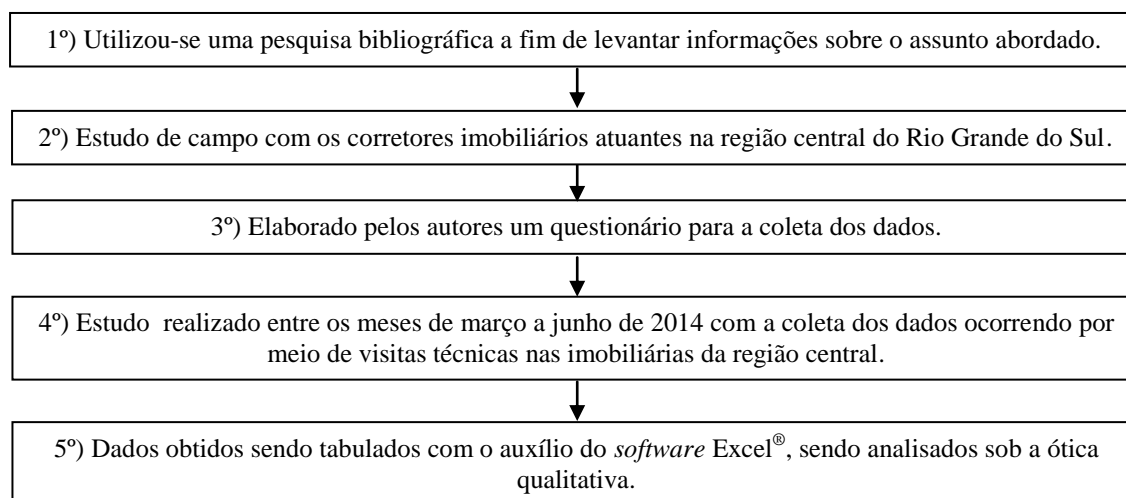 1º) Utilizou-se uma pesquisa bibliográfica a fim de levantar informações sobre o assunto abordado.
2º) Estudo de campo com os corretores imobiliários atuantes na região central do Rio Grande do Sul.
3º) Elaborado pelos autores um questionário para a coleta dos dados.
4º) Estudo realizado entre os meses de março a junho de 2014 com a coleta dos dados ocorrendo por
meio de visitas técnicas nas imobiliárias da região central.
5º) Dados obtidos sendo tabulados com o auxílio do software Excel®, sendo analisados sob a ótica
qualitativa.